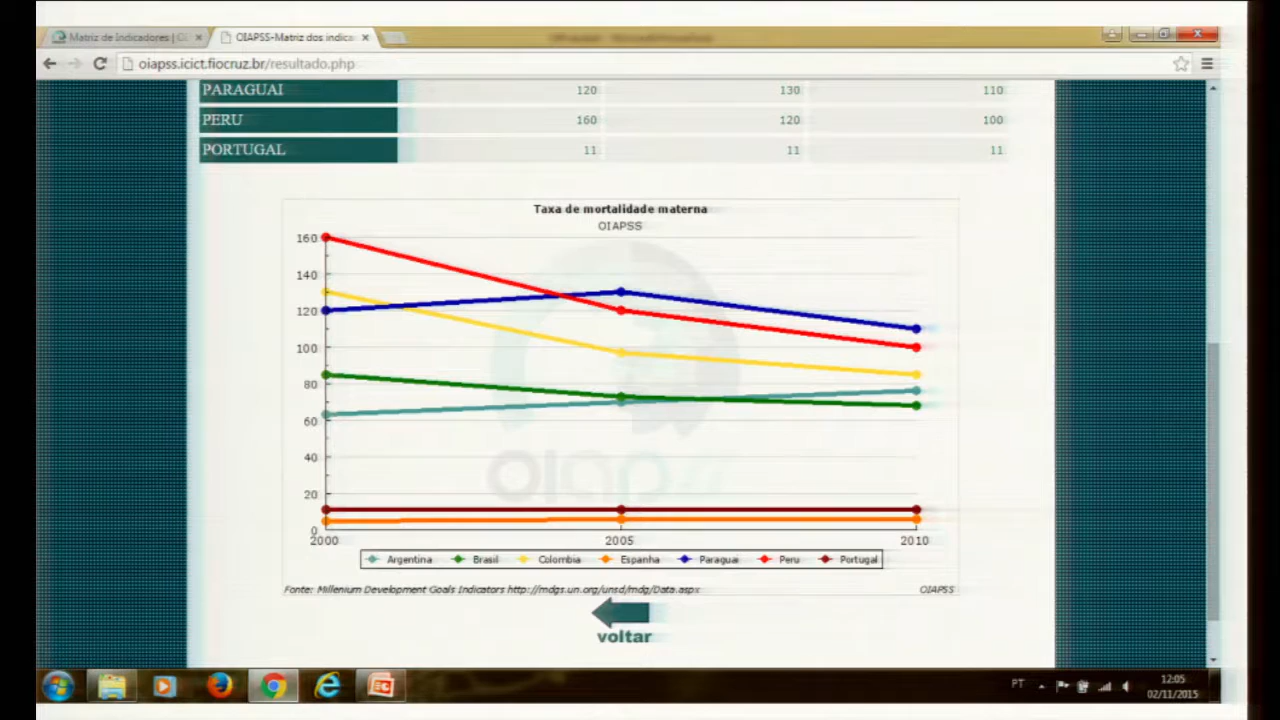 Matriz de Indicadores | O
OIAPSS-Matriz dos indica
oiapss.icict.fiocruz.br/resultado.php
PARAGUAI 120 130 110
PERU 160 120 100
PORTUGAL 11 11 11
Taxa de mortalidade materna
OIAPSS
160
140
120
100
80
60
40
20
0
2000 2005 2010
Argentina Brasil Colombia Espanha Paraguai Peru Portugal
Fonte: Millenium Development Goals Indicators http://mdgs.un.org/unsd/mdg/Data.aspx OIAPSS
voltar
PT 12:05
02/11/2015